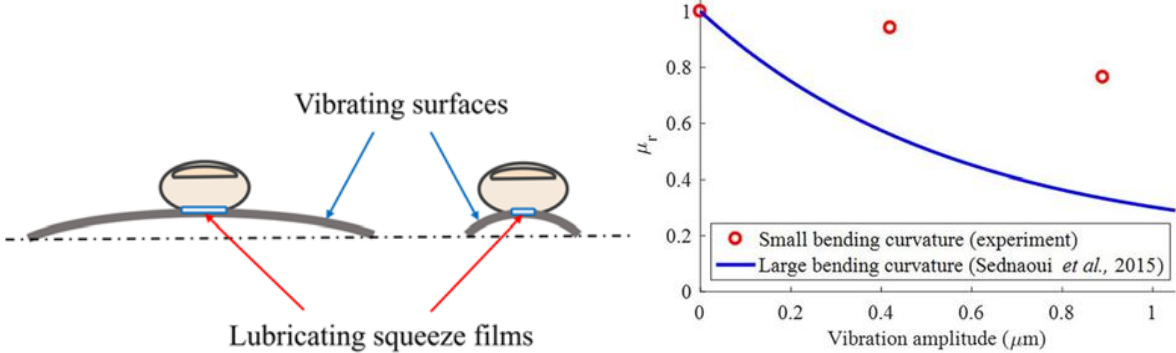 Vibrating surfaces
Lubricating squeeze films
μr
1
0.8
0.6
0.4
0.2
0
Small bending curvature (experiment)
Large bending curvature (Sednaoui et al., 2015)
0
0.2
0.4
0.6
0.8
1
Vibration amplitude (μm)